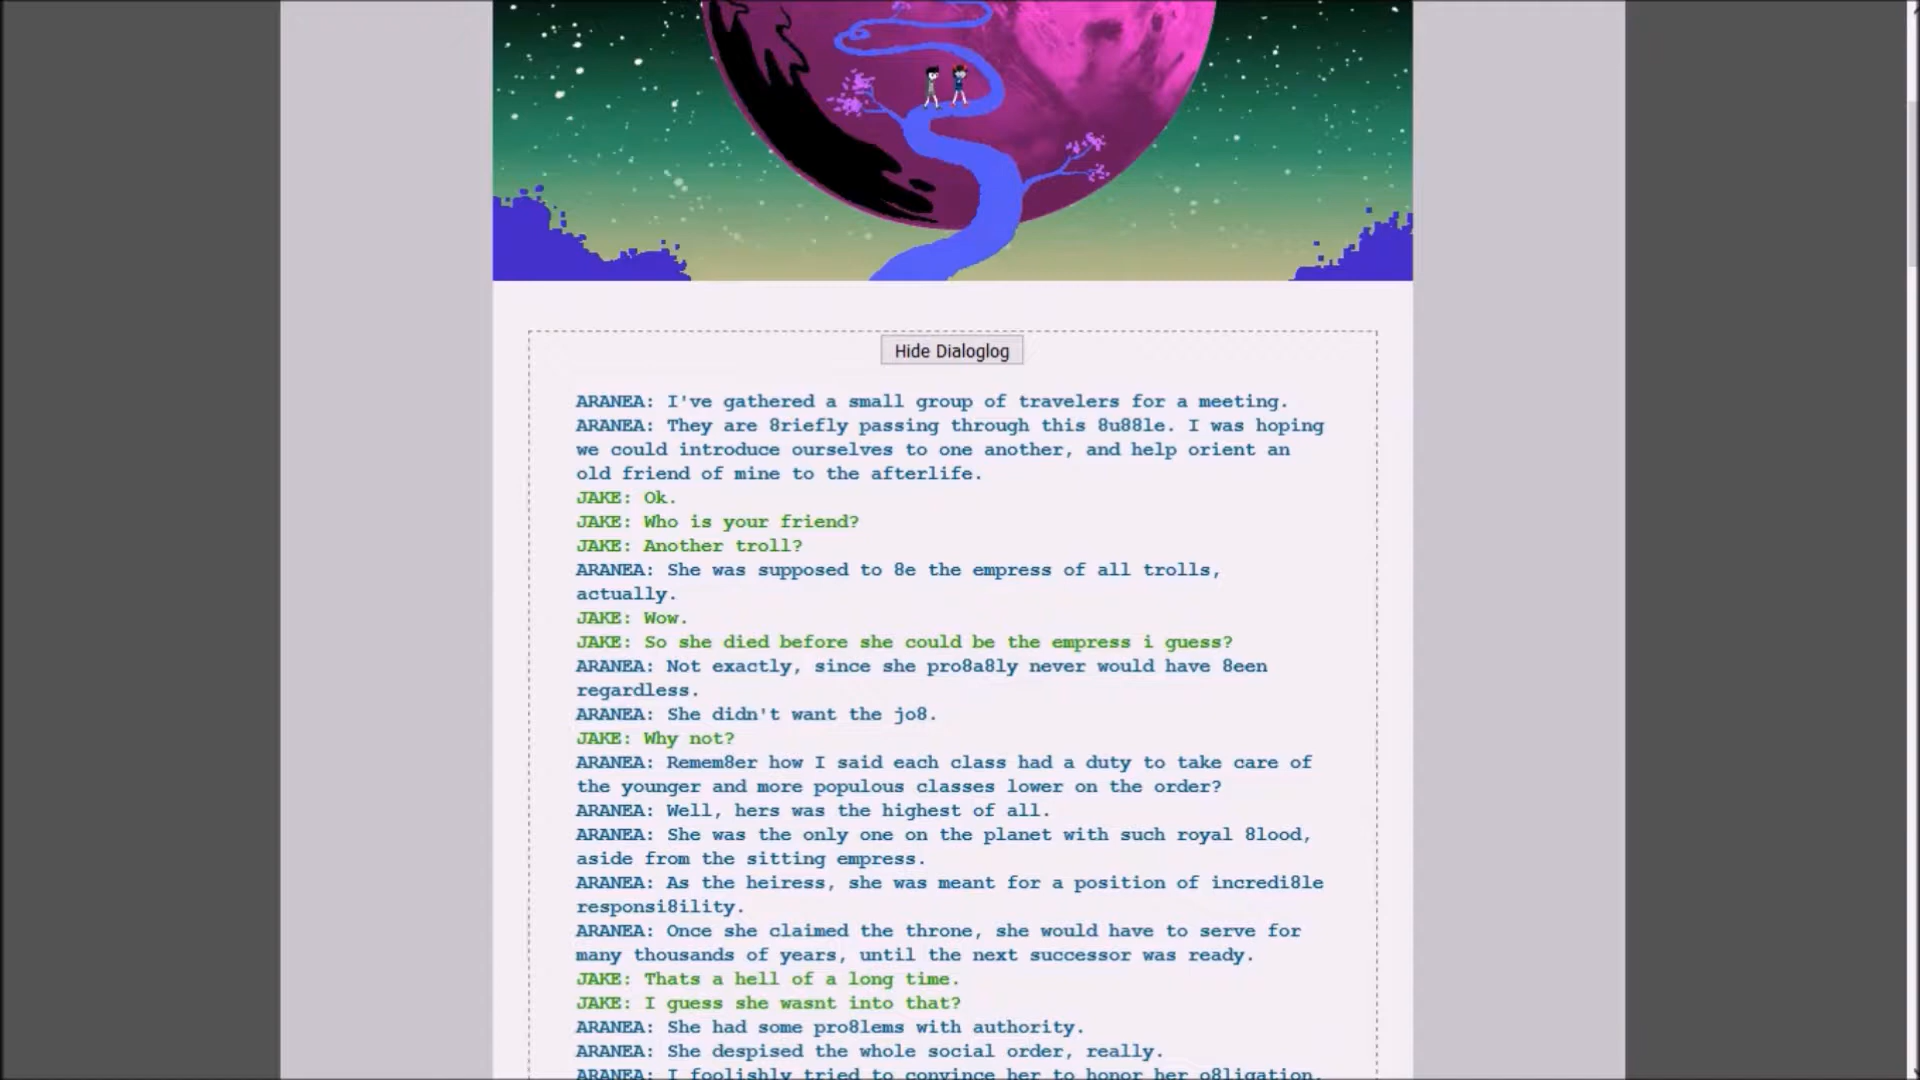 Hide Dialoglog
ARANEA: I've gathered a small group of travelers for a meeting.
ARANEA: They are 8riefly passing through this 8u88le. I was hoping
we could introduce ourselves to one another, and help orient an
old friend of mine to the afterlife.
JAKE: Ok.
JAKE: Who is your friend?
JAKE: Another troll?
ARANEA: She was supposed to 8e the empress of all trolls,
actually.
JAKE: Wow.
JAKE: So she died before she could be the empress i guess?
ARANEA: Not exactly, since she pro8a8ly never would have 8een
regardless.
ARANEA: She didn't want the jo8.
JAKE: Why not?
ARANEA: Remem8er how I said each class had a duty to take care of
the younger and more populous classes lower on the order?
ARANEA: Well, hers was the highest of all.
ARANEA: She was the only one on the planet with such royal 8lood,
aside from the sitting empress.
ARANEA: As the heiress, she was meant for a position of incredi8le
responsi8ility.
ARANEA: Once she claimed the throne, she would have to serve for
many thousands of years, until the next successor was ready.
JAKE: Thats a hell of a long time.
JAKE: I guess she wasnt into that?
ARANEA: She had some pro8lems with authority.
ARANEA: She despised the whole social order, really.
ARANEA: I foolishly tried to convince her to honor her o8ligation,